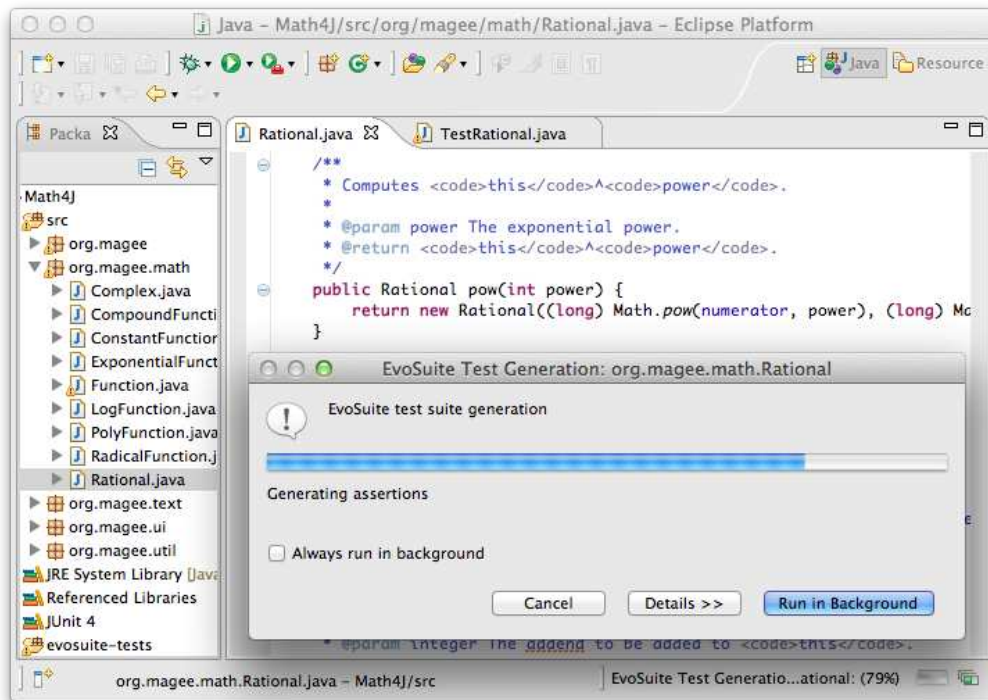 Java – Math4J/src/org/magee/math/Rational.java – Eclipse Platform
Java
Resource
Packa
Rational.java
TestRational.java
Math4J
src
org.magee
org.magee.math
Complex.java
CompoundFuncti
ConstantFunction
ExponentialFunct
Function.java
LogFunction.java
PolyFunction.java
RadicalFunction.j
Rational.java
org.magee.text
org.magee.ui
org.magee.util
JRE System Library [Java
Referenced Libraries
JUnit 4
evosuite-tests
/**
* Computes <code>this</code>^<code>power</code>.
*
* @param power The exponential power.
* @return <code>this</code>^<code>power</code>.
*/
public Rational pow(int power) {
return new Rational((long) Math.pow(numerator, power), (long) Mc
}
EvoSuite Test Generation: org.magee.math.Rational
EvoSuite test suite generation
Generating assertions
Always run in background
Cancel
Details >>
Run in Background
* @param integer The addend to be added to <code>this</code>.
org.magee.math.Rational.java – Math4J/src
EvoSuite Test Generatio...ational: (79%)